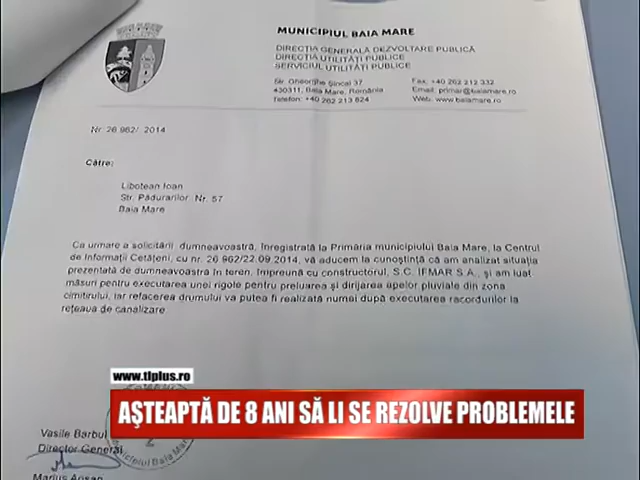 MUNICIPIUL BAIA MARE
DIRECȚIA GENERALĂ DEZVOLTARE PUBLICĂ
DIRECȚIA UTILITĂȚI PUBLICE
SERVICIUL UTILITĂȚI PUBLICE
Str. Gheorghe Șincai 37
430311, Baia Mare, România
Telefon: +40 262 213 824
Fax: +40 262 212 332
Email: primar@baiamare.ro
Web: www.baiamare.ro
Nr. 26.962/ 2014
Către:
Libotean Ioan
Str. Pădurarilor, Nr. 57
Baia Mare
Ca urmare a solicitării dumneavoastră, înregistrată la Primăria municipiului Baia Mare, la Centrul
de Informații Cetățeni, cu nr. 26.962/22.09.2014, vă aducem la cunoștință că am analizat situația
prezentată de dumneavoastră în teren, împreună cu constructorul, S.C. IFMAR S.A., și am luat
măsuri pentru executarea unei rigole pentru preluarea și dirijarea apelor pluviale din zona
cimitirului, iar refacerea drumului va putea fi realizată numai după executarea racordurilor la
rețeaua de canalizare.
www.tlplus.ro
AŞTEAPTĂ DE 8 ANI SĂ LI SE REZOLVE PROBLEMELE
Vasile Barbul
Director General
Municipiul Baia Mare
Marius